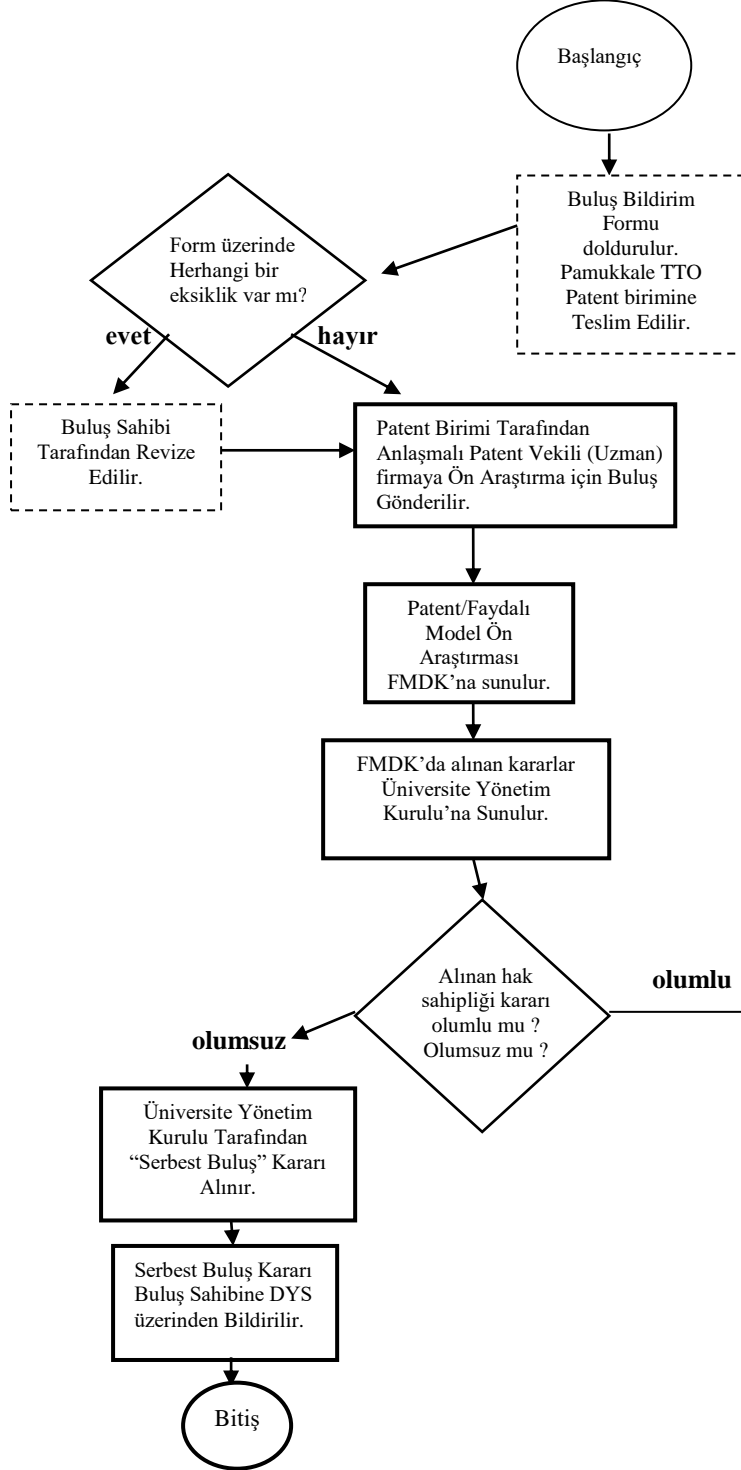 Başlangıç
Buluş Bildirim
Formu
doldurulur.
Pamukkale TTO
Patent birimine
Teslim Edilir.
Form üzerinde
Herhangi bir
eksiklik var mı?
evet
hayır
Buluş Sahibi
Tarafından Revize
Edilir.
Patent Birimi Tarafından
Anlaşmalı Patent Vekili (Uzman)
firmaya Ön Araştırma için Buluş
Gönderilir.
Patent/Faydalı
Model Ön
Araştırması
FMDK’na sunulur.
FMDK’da alınan kararlar
Üniversite Yönetim
Kurulu’na Sunulur.
Alınan hak
sahipliği kararı
olumlu mu ?
Olumsuz mu ?
olumlu
olumsuz
Üniversite Yönetim
Kurulu Tarafından
“Serbest Buluş” Kararı
Alınır.
Serbest Buluş Kararı
Buluş Sahibine DYS
üzerinden Bildirilir.
Bitiş